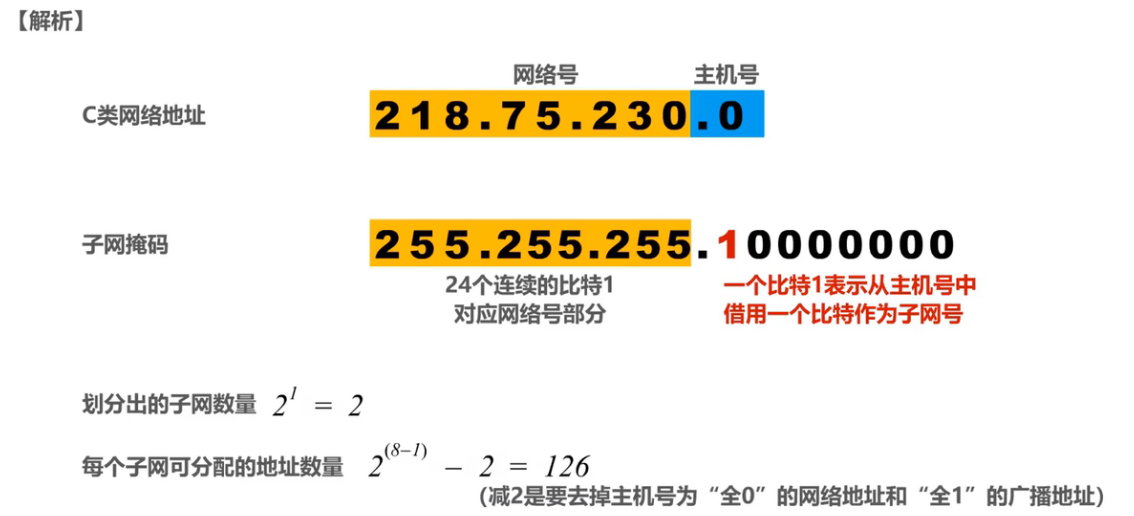 【解析】
网络号 主机号
C类网络地址 218.75.230.0
子网掩码 255.255.255.10000000
24个连续的比特1 一个比特1表示从主机号中
对应网络号部分 借用一个比特作为子网号
划分出的子网数量 2^1 = 2
每个子网可分配的地址数量 2^(8–1) – 2 = 126
(减2是要去掉主机号为“全0”的网络地址和“全1”的广播地址)